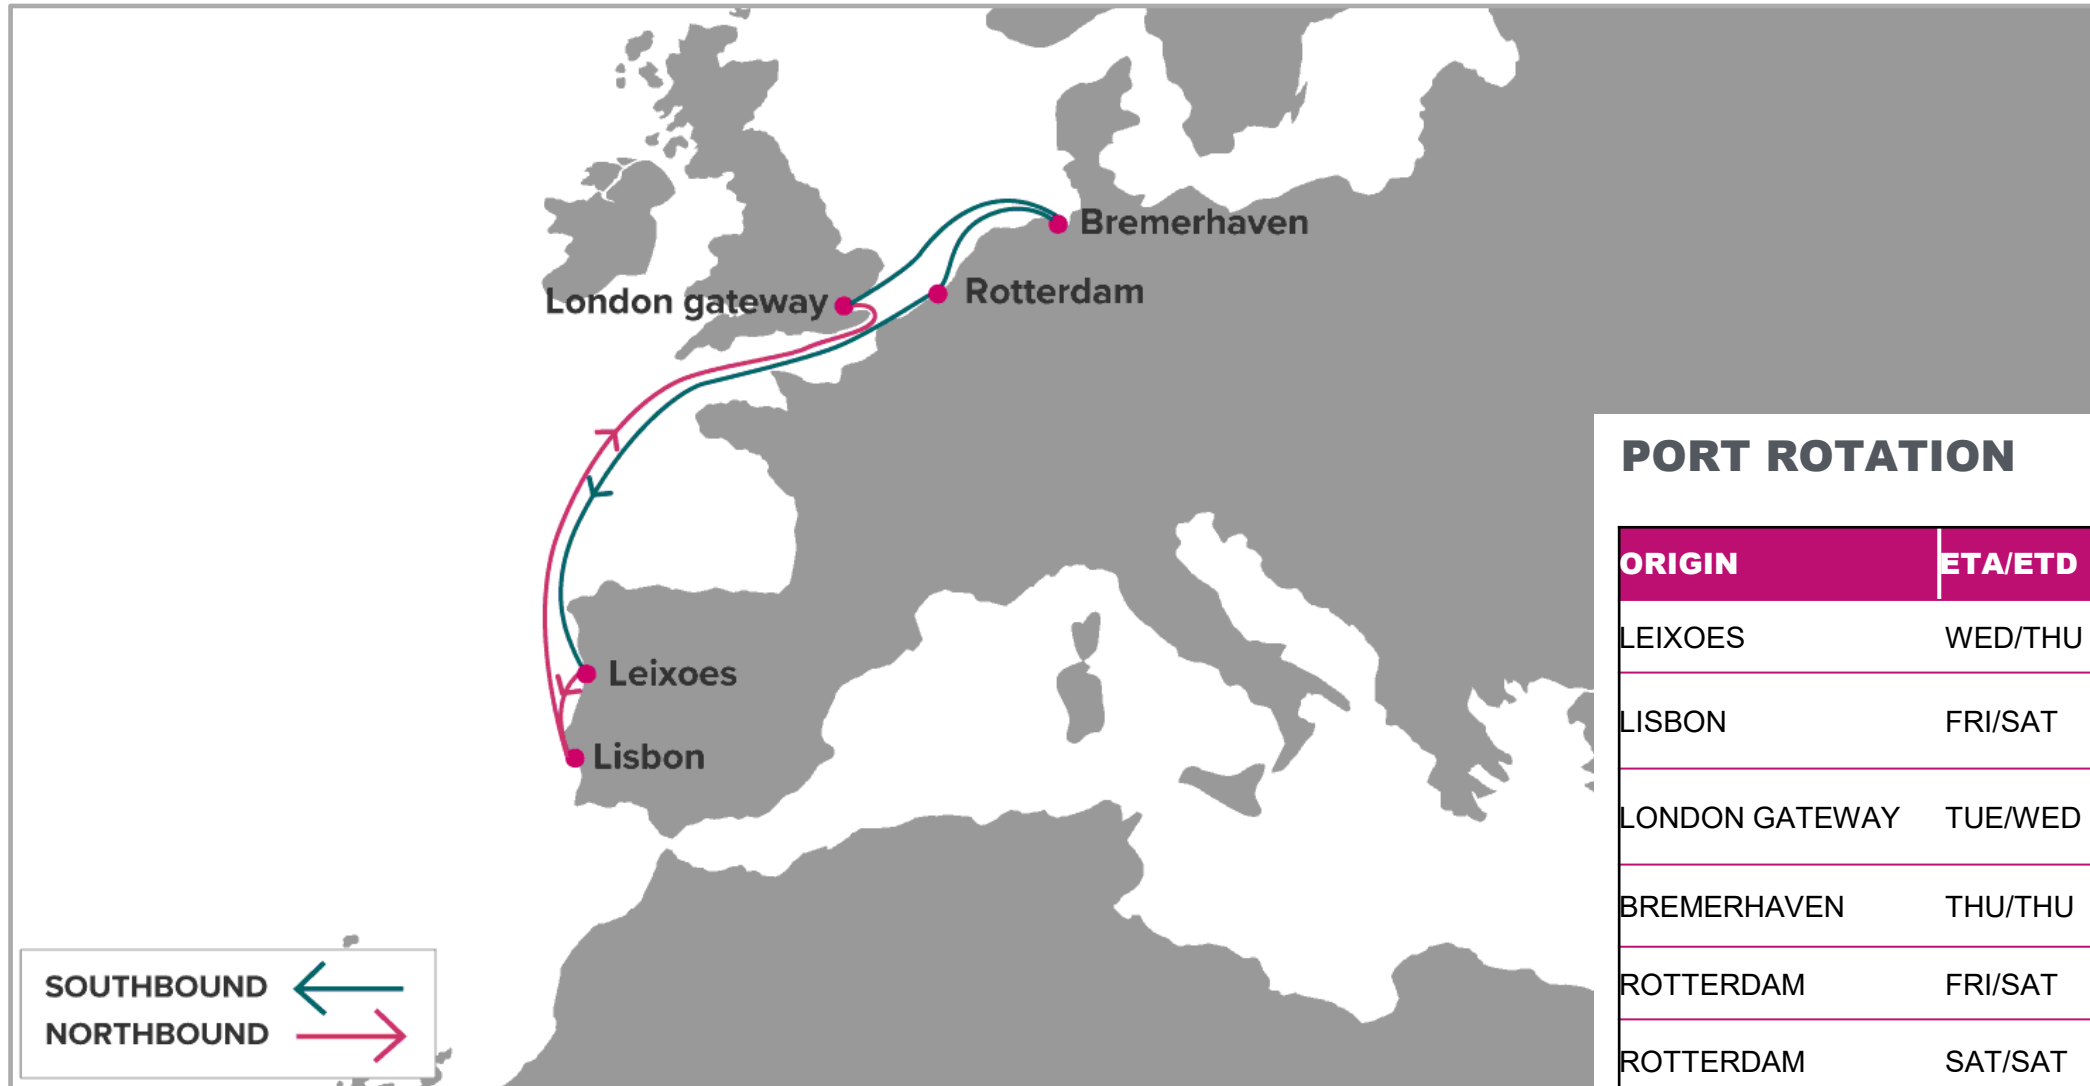 Bremerhaven
London gateway
Rotterdam
Leixoes
Lisbon
SOUTHBOUND
NORTHBOUND
PORT ROTATION
ORIGIN ETA/ETD
LEIXOES WED/THU
LISBON FRI/SAT
LONDON GATEWAY TUE/WED
BREMERHAVEN THU/THU
ROTTERDAM FRI/SAT
ROTTERDAM SAT/SAT